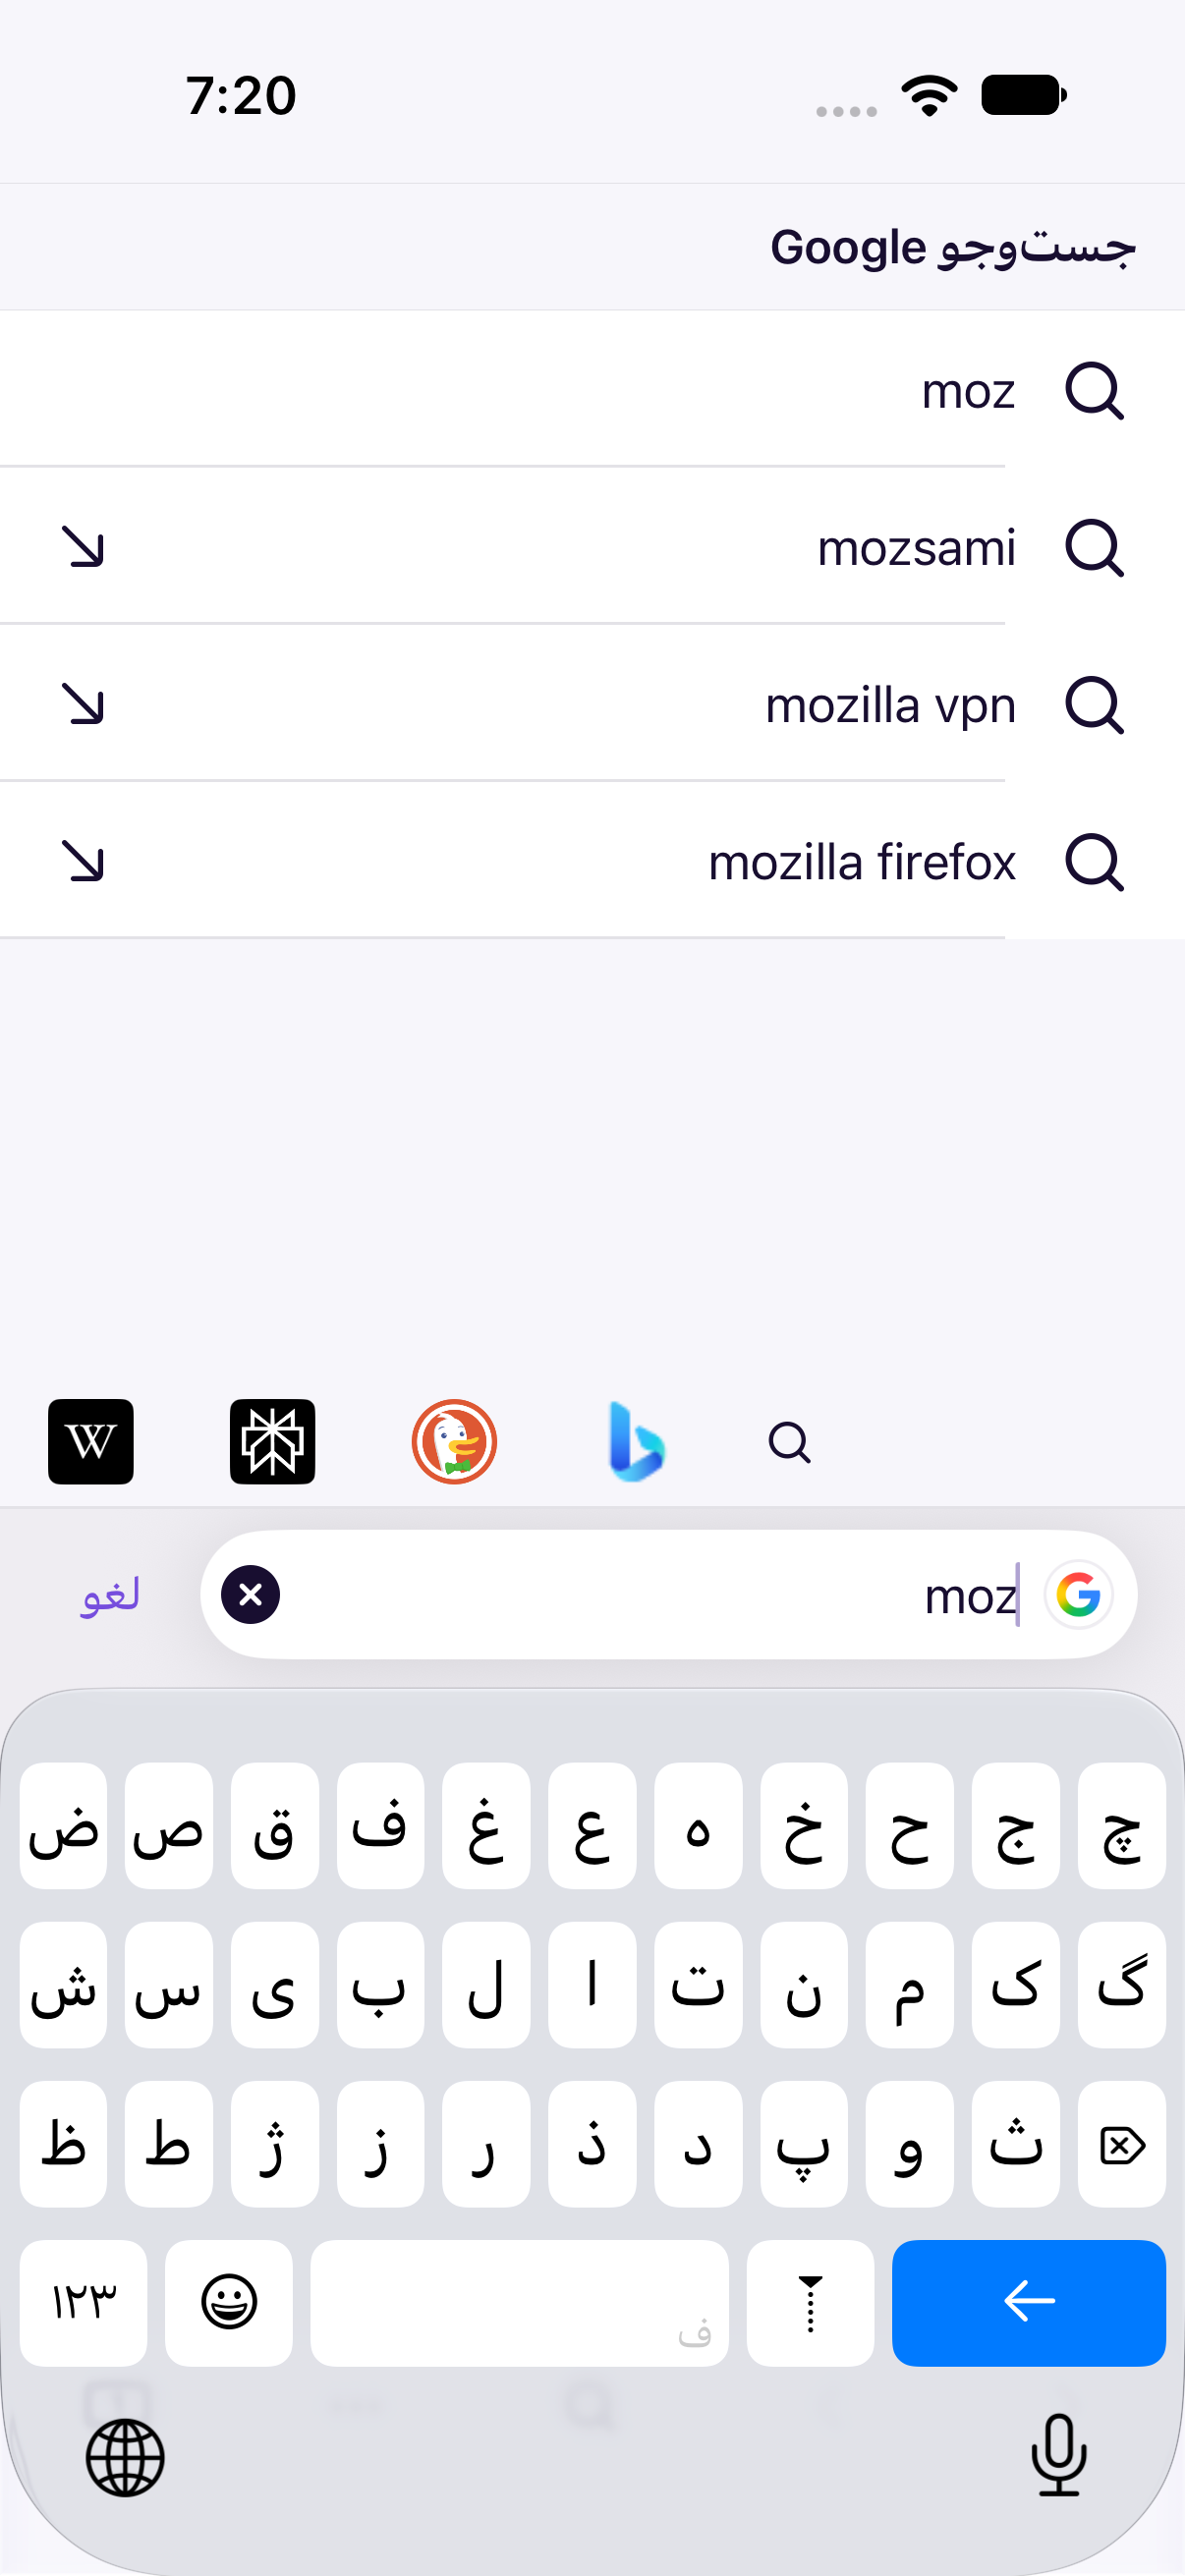 7:20
جست‌وجو Google
moz
mozsami
mozilla vpn
mozilla firefox
W
moz
لغو
ض ص ق ف غ ع ه خ ح ج چ
ش س ی ب ل ا ت ن م ک گ
ظ ط ژ ز ر ذ د پ و ث
۱۲۳
ف